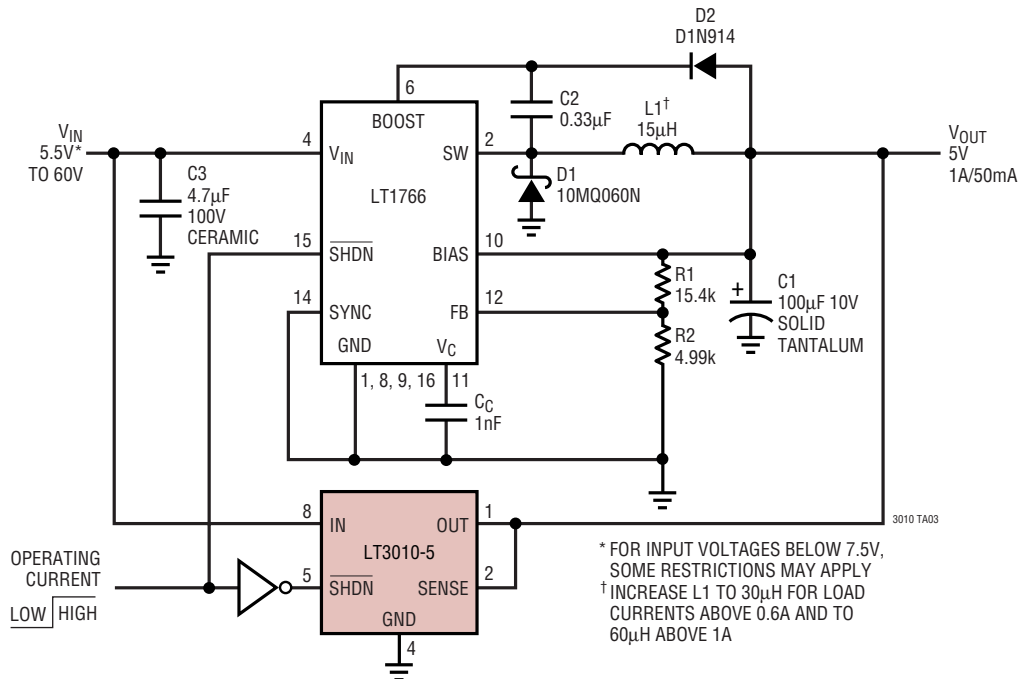 D2
D1N914
6
BOOST
C2
0.33µF
L1†
15µH
VIN
5.5V*
TO 60V
4
VIN
SW
2
VOUT
5V
1A/50mA
C3
4.7µF
100V
CERAMIC
LT1766
D1
10MQ060N
15
SHDN
BIAS
10
14
SYNC
FB
12
R1
15.4k
+
C1
100µF 10V
SOLID
TANTALUM
R2
4.99k
GND
VC
1, 8, 9, 16
11
CC
1nF
8
IN
OUT
1
LT3010-5
3010 TA03
OPERATING
CURRENT
LOW HIGH
5
SHDN
SENSE
2
GND
4
* FOR INPUT VOLTAGES BELOW 7.5V,
SOME RESTRICTIONS MAY APPLY
† INCREASE L1 TO 30µH FOR LOAD
CURRENTS ABOVE 0.6A AND TO
60µH ABOVE 1A